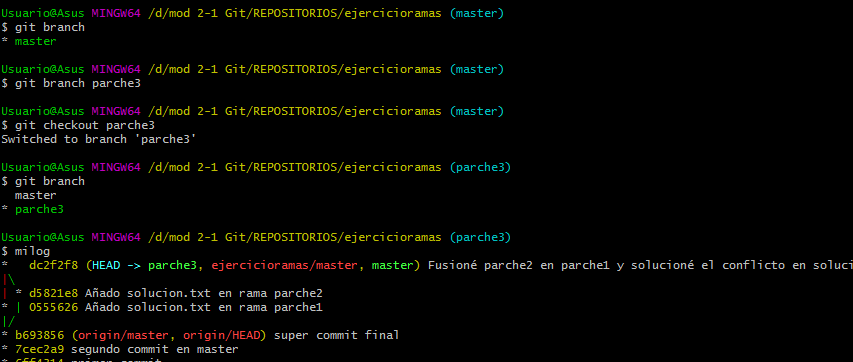 Usuario@Asus MINGW64 /d/mod 2-1 Git/REPOSITORIOS/ejercicioramas (master)
$ git branch
* master
Usuario@Asus MINGW64 /d/mod 2-1 Git/REPOSITORIOS/ejercicioramas (master)
$ git branch parche3
Usuario@Asus MINGW64 /d/mod 2-1 Git/REPOSITORIOS/ejercicioramas (master)
$ git checkout parche3
Switched to branch 'parche3'
Usuario@Asus MINGW64 /d/mod 2-1 Git/REPOSITORIOS/ejercicioramas (parche3)
$ git branch
  master
* parche3
Usuario@Asus MINGW64 /d/mod 2-1 Git/REPOSITORIOS/ejercicioramas (parche3)
$ milog
*   dc2f2f8 (HEAD -> parche3, ejercicioramas/master, master) Fusioné parche2 en parche1 y solucioné el conflicto en soluci
|\
| * d5821e8 Añado solucion.txt en rama parche2
* | 0555626 Añado solucion.txt en rama parche1
|/
* b693856 (origin/master, origin/HEAD) super commit final
* 7cec2a9 segundo commit en master